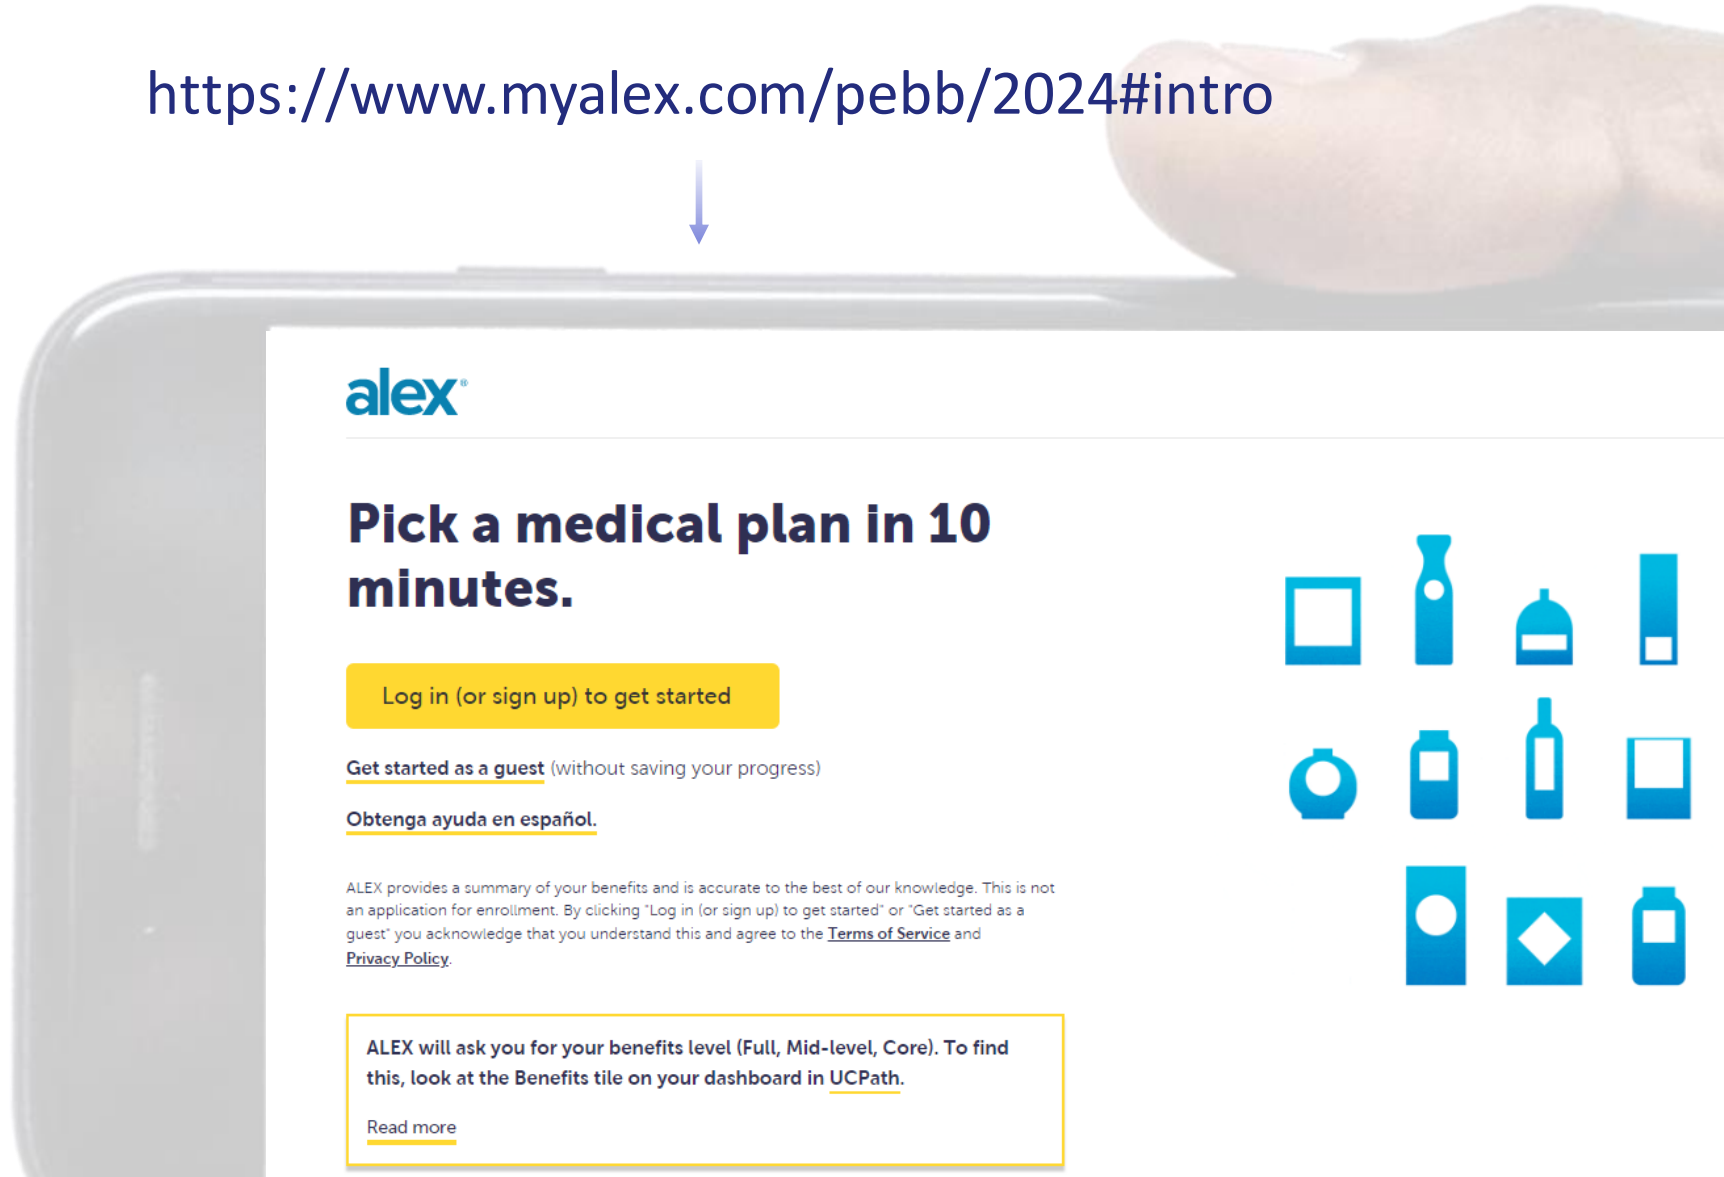 https://www.myalex.com/pebb/2024#intro
alex®
Pick a medical plan in 10
minutes.
Log in (or sign up) to get started
Get started as a guest (without saving your progress)
Obtenga ayuda en español.
ALEX provides a summary of your benefits and is accurate to the best of our knowledge. This is not
an application for enrollment. By clicking "Log in (or sign up) to get started" or "Get started as a
guest" you acknowledge that you understand this and agree to the Terms of Service and
Privacy Policy.
ALEX will ask you for your benefits level (Full, Mid-level, Core). To find
this, look at the Benefits tile on your dashboard in UCPath.
Read more